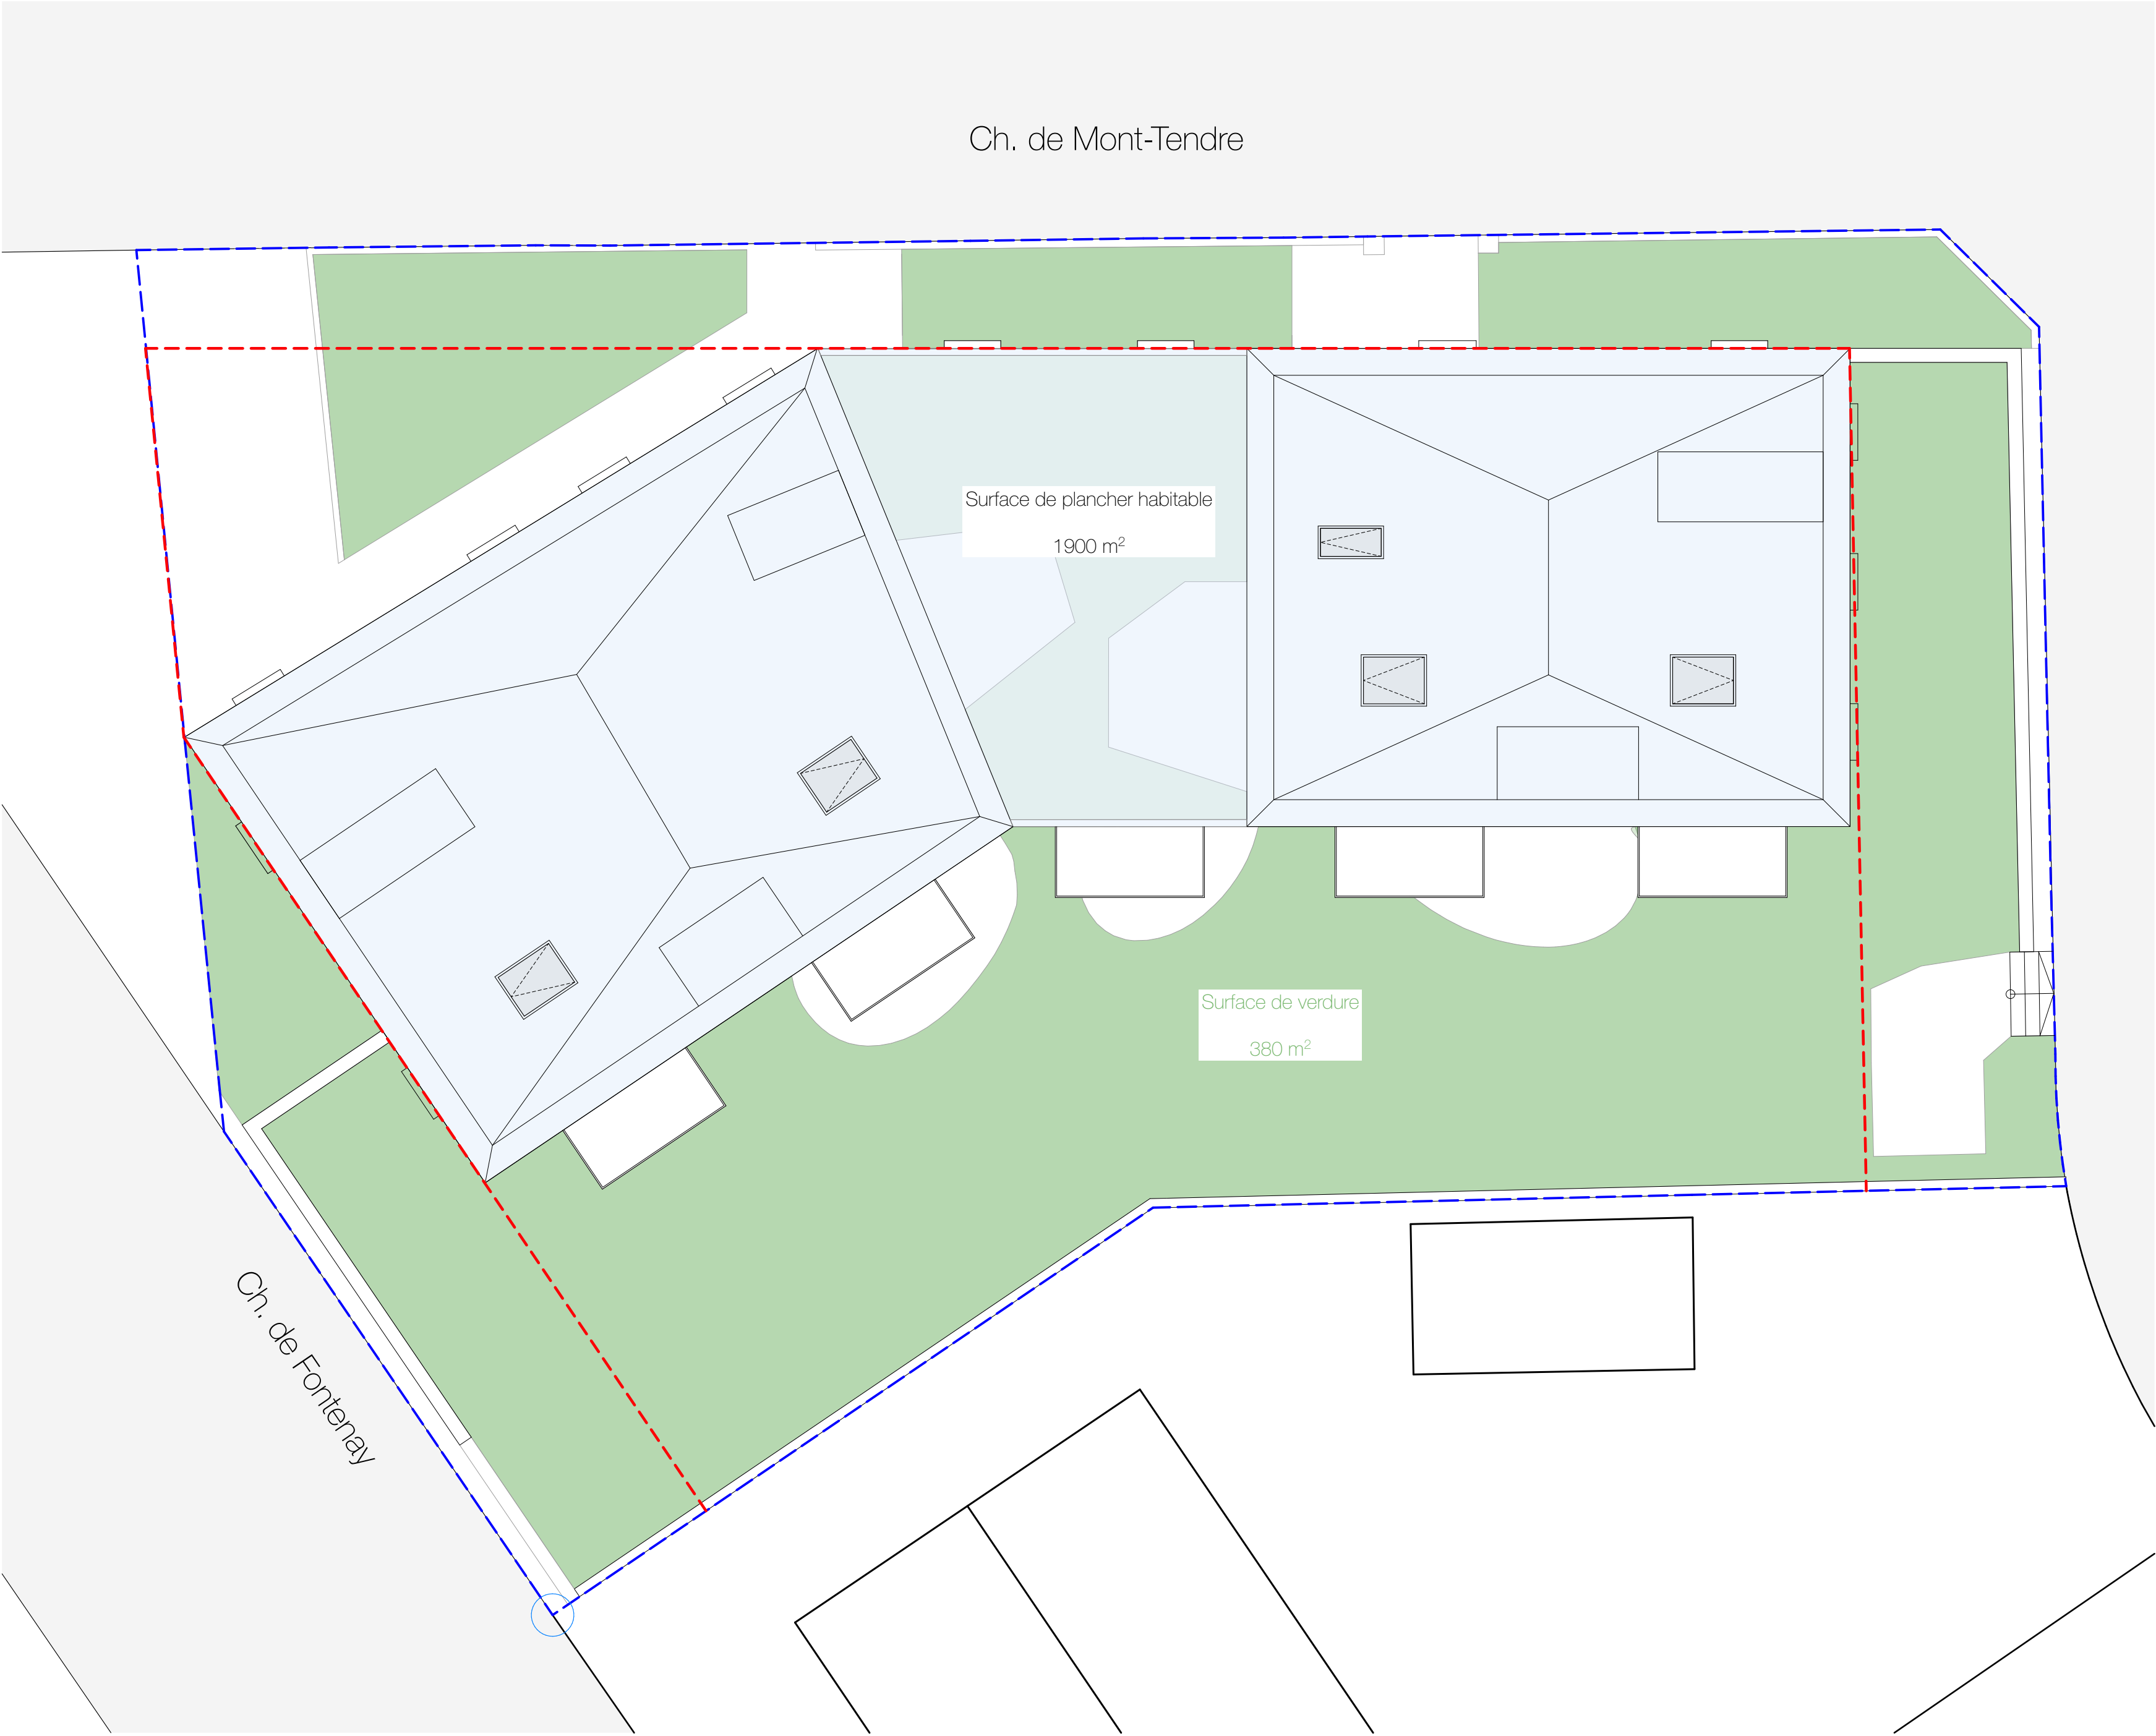 Ch. de Mont-Tendre
Surface de plancher habitable
1900 m²
Surface de verdure
380 m²
Ch. de Fontenay